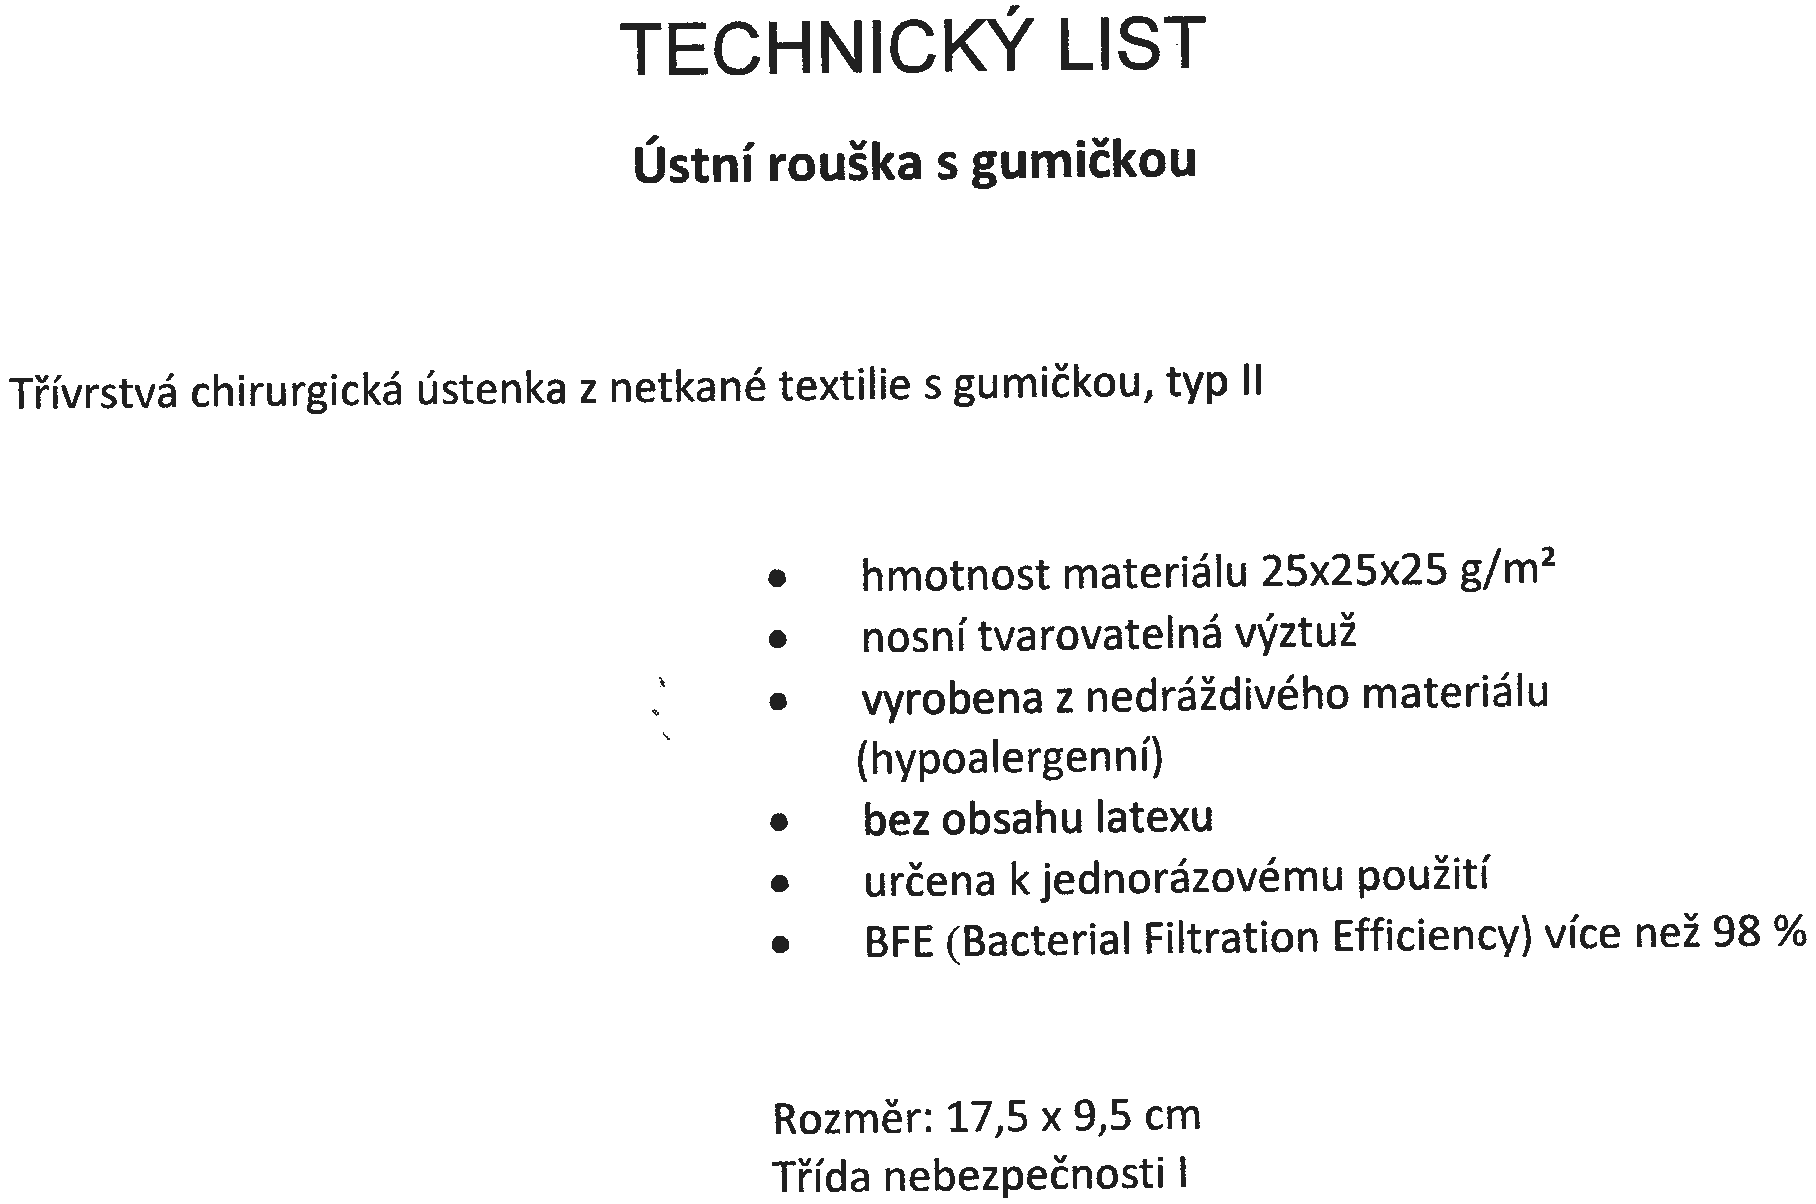 TECHNICKÝ LIST
Ústní rouška s gumičkou
Třívrstvá chirurgická ústenka z netkané textilie s gumičkou, typ II
• hmotnost materiálu 25x25x25 g/m²
• nosní tvarovatelná výztuž
• vyrobena z nedráždivého materiálu
(hypoalergenní)
• bez obsahu latexu
• určena k jednorázovému použití
• BFE (Bacterial Filtration Efficiency) více než 98 %
Rozměr: 17,5 x 9,5 cm
Třída nebezpečnosti I